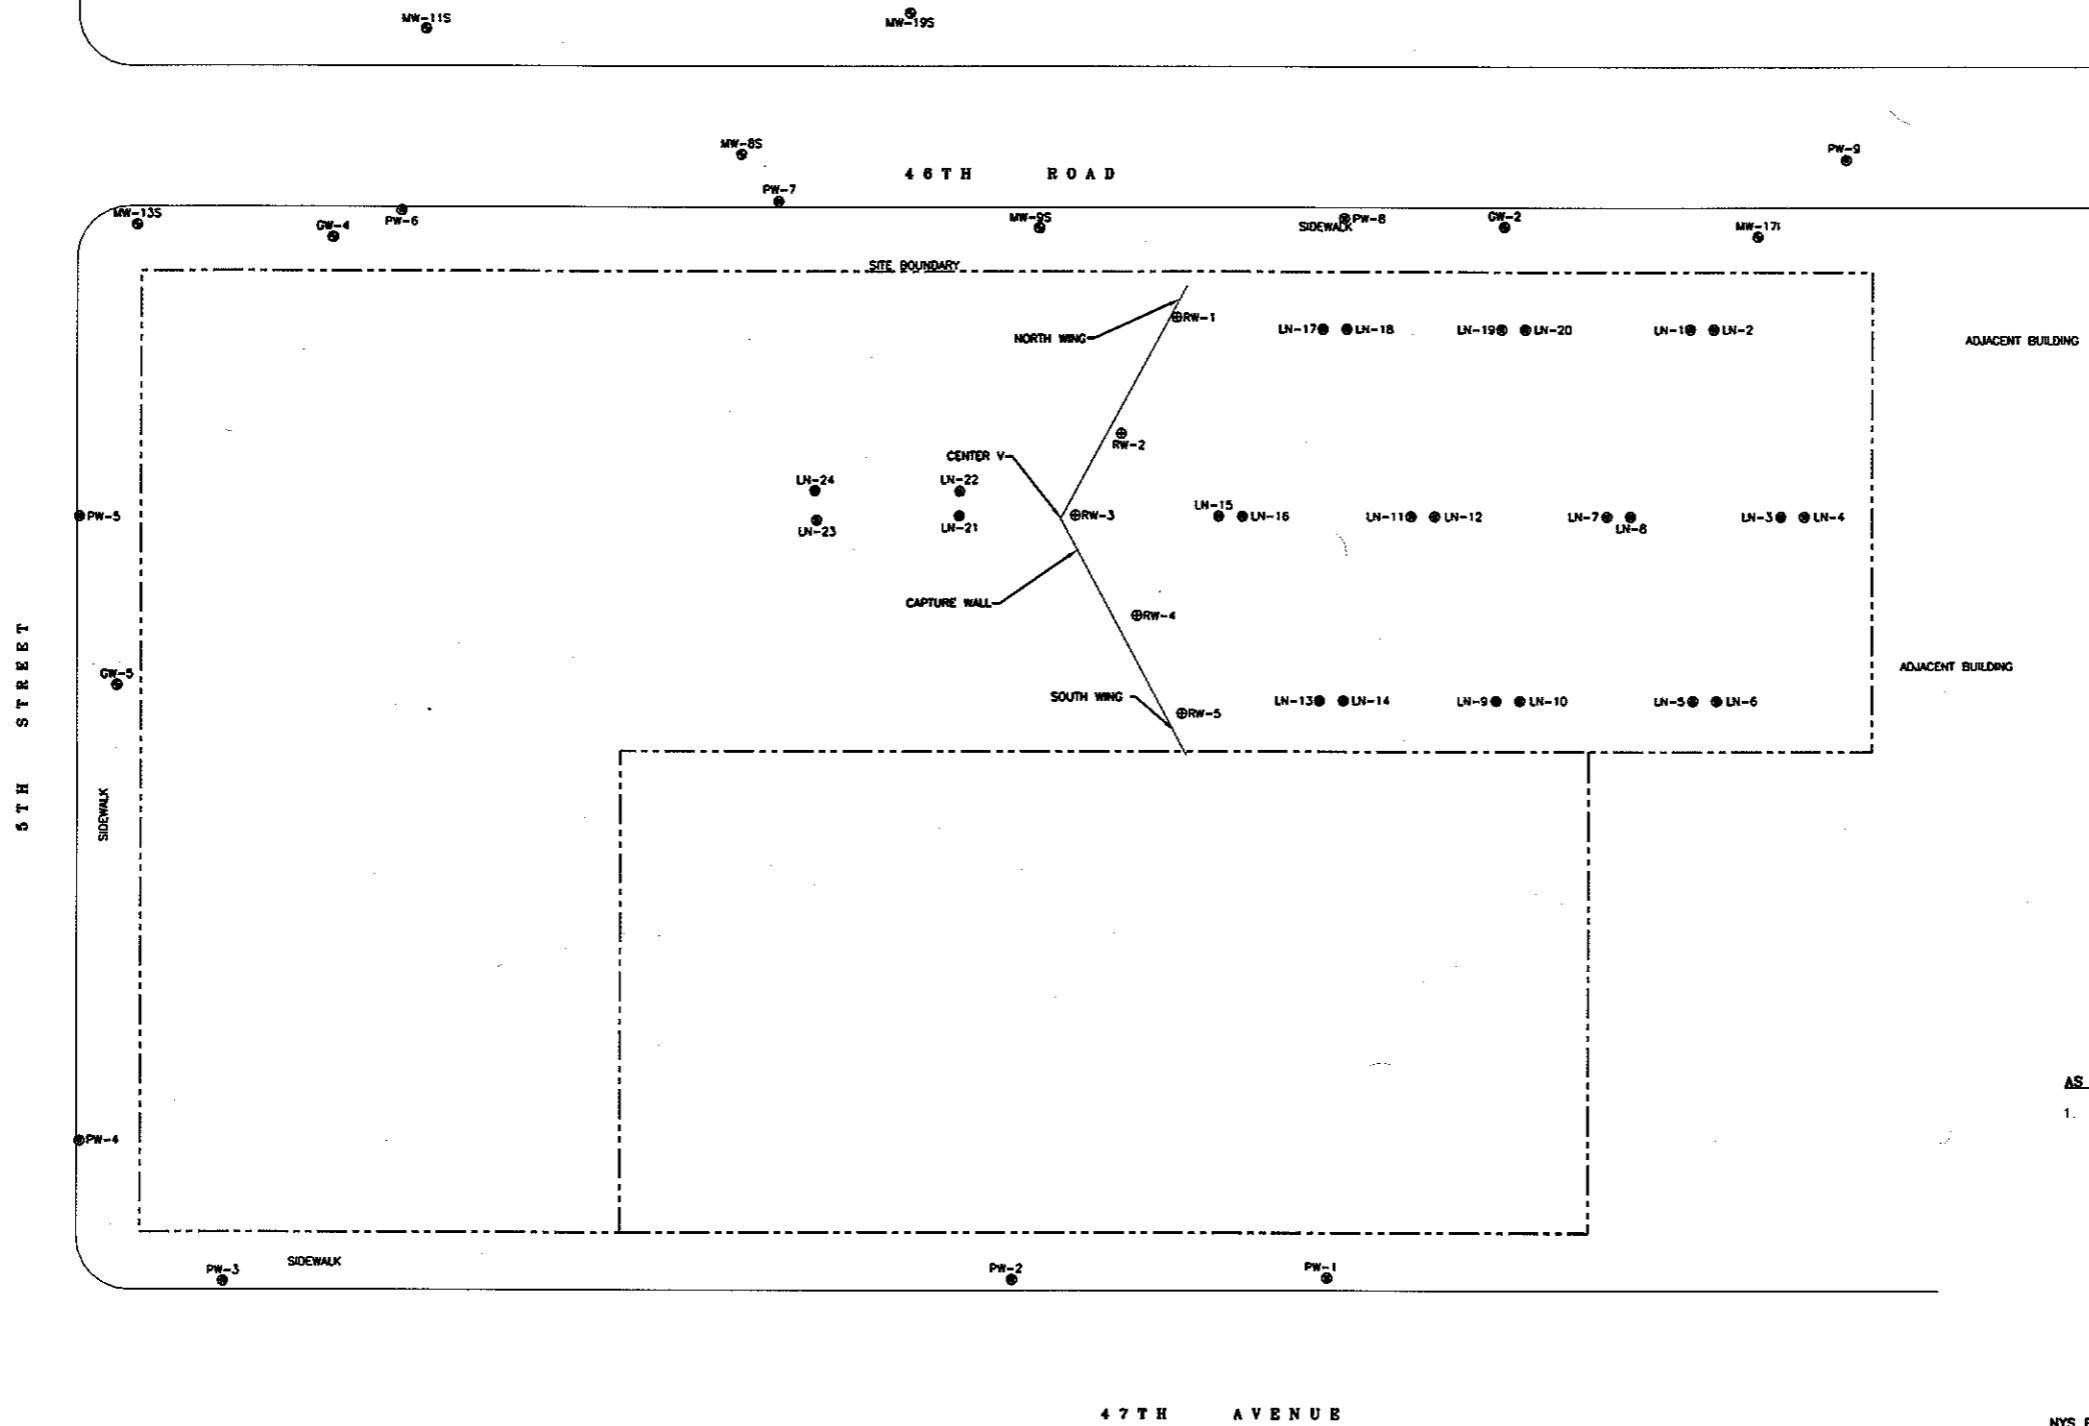 MW-11S
MW-19S
MW-8S
PW-9
46TH ROAD
PW-7
MW-13S
PW-6
GW-4
MW-9S
PW-8
SIDEWALK
GW-2
MW-17I
SITE BOUNDARY
RW-1
LN-17 LN-18
LN-19 LN-20
LN-1 LN-2
NORTH WING
ADJACENT BUILDING
RW-2
CENTER V
LN-24
LN-22
PW-5
LN-23
LN-21
RW-3
LN-15
LN-16
LN-11 LN-12
LN-7
LN-8
LN-3 LN-4
CAPTURE WALL
RW-4
5TH STREET
GW-5
ADJACENT BUILDING
SOUTH WING
RW-5
LN-13 LN-14
LN-9 LN-10
LN-5 LN-6
SIDEWALK
AS
1.
PW-4
PW-3
SIDEWALK
PW-2
PW-1
47TH AVENUE